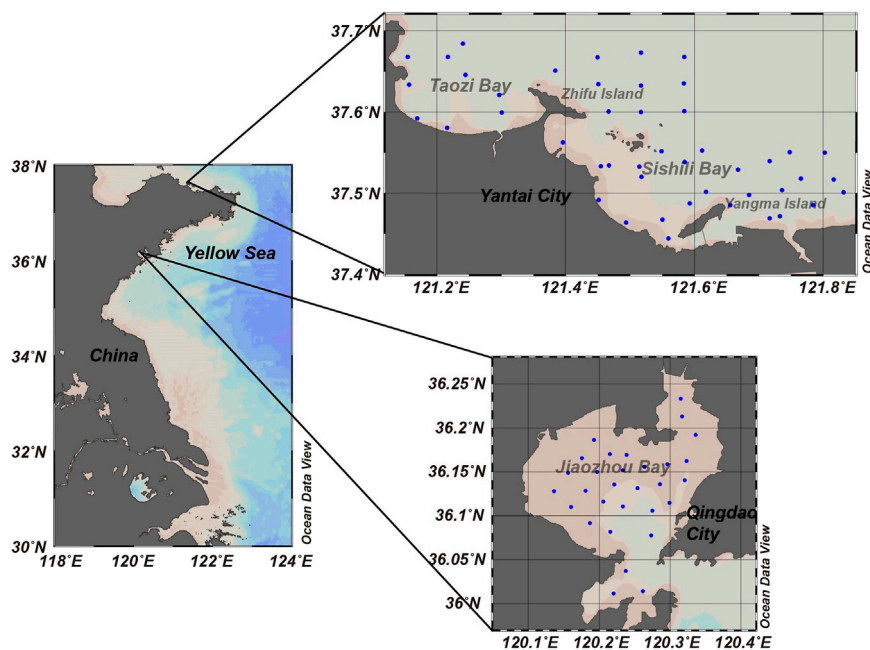 37.7°N
37.6°N
37.5°N
37.4°N
Taozi Bay
Zhifu Island
Sishili Bay
Yantai City
Yangma Island
121.2°E
121.4°E
121.6°E
121.8°E
Ocean Data View
38°N
36°N
34°N
32°N
30°N
Yellow Sea
China
118°E
120°E
122°E
124°E
Ocean Data View
36.25°N
36.2°N
36.15°N
36.1°N
36.05°N
36°N
Jiaozhou Bay
Qingdao
City
120.1°E
120.2°E
120.3°E
120.4°E
Ocean Data View